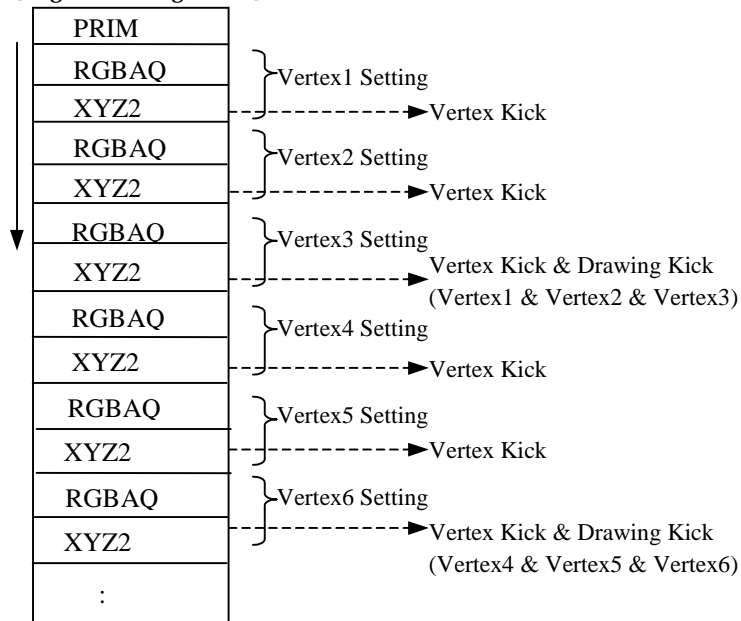 PRIM
RGBAQ
Vertex1 Setting
XYZ2
Vertex Kick
RGBAQ
Vertex2 Setting
XYZ2
Vertex Kick
RGBAQ
Vertex3 Setting
XYZ2
Vertex Kick & Drawing Kick
(Vertex1 & Vertex2 & Vertex3)
RGBAQ
Vertex4 Setting
XYZ2
Vertex Kick
RGBAQ
Vertex5 Setting
XYZ2
Vertex Kick
RGBAQ
Vertex6 Setting
XYZ2
Vertex Kick & Drawing Kick
(Vertex4 & Vertex5 & Vertex6)
: